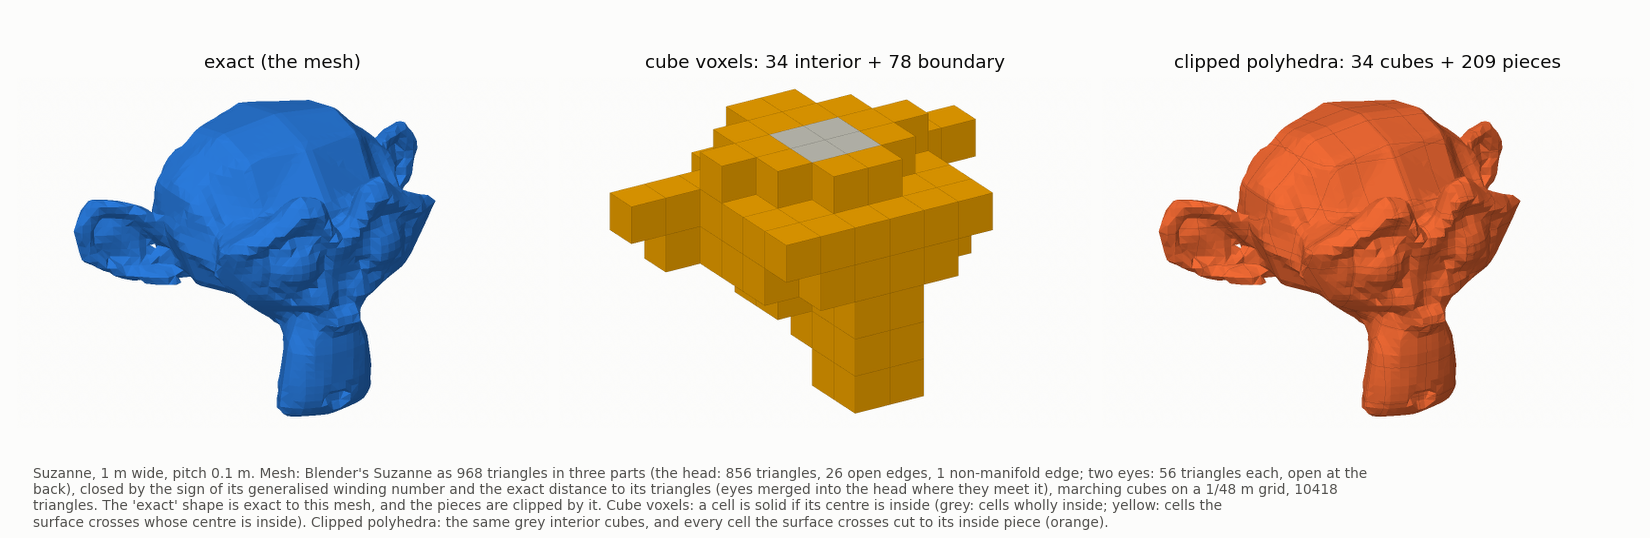 exact (the mesh)
cube voxels: 34 interior + 78 boundary
clipped polyhedra: 34 cubes + 209 pieces
Suzanne, 1 m wide, pitch 0.1 m. Mesh: Blender's Suzanne as 968 triangles in three parts (the head: 856 triangles, 26 open edges, 1 non-manifold edge; two eyes: 56 triangles each, open at the
back), closed by the sign of its generalised winding number and the exact distance to its triangles (eyes merged into the head where they meet it), marching cubes on a 1/48 m grid, 10418
triangles. The 'exact' shape is exact to this mesh, and the pieces are clipped by it. Cube voxels: a cell is solid if its centre is inside (grey: cells wholly inside; yellow: cells the
surface crosses whose centre is inside). Clipped polyhedra: the same grey interior cubes, and every cell the surface crosses cut to its inside piece (orange).